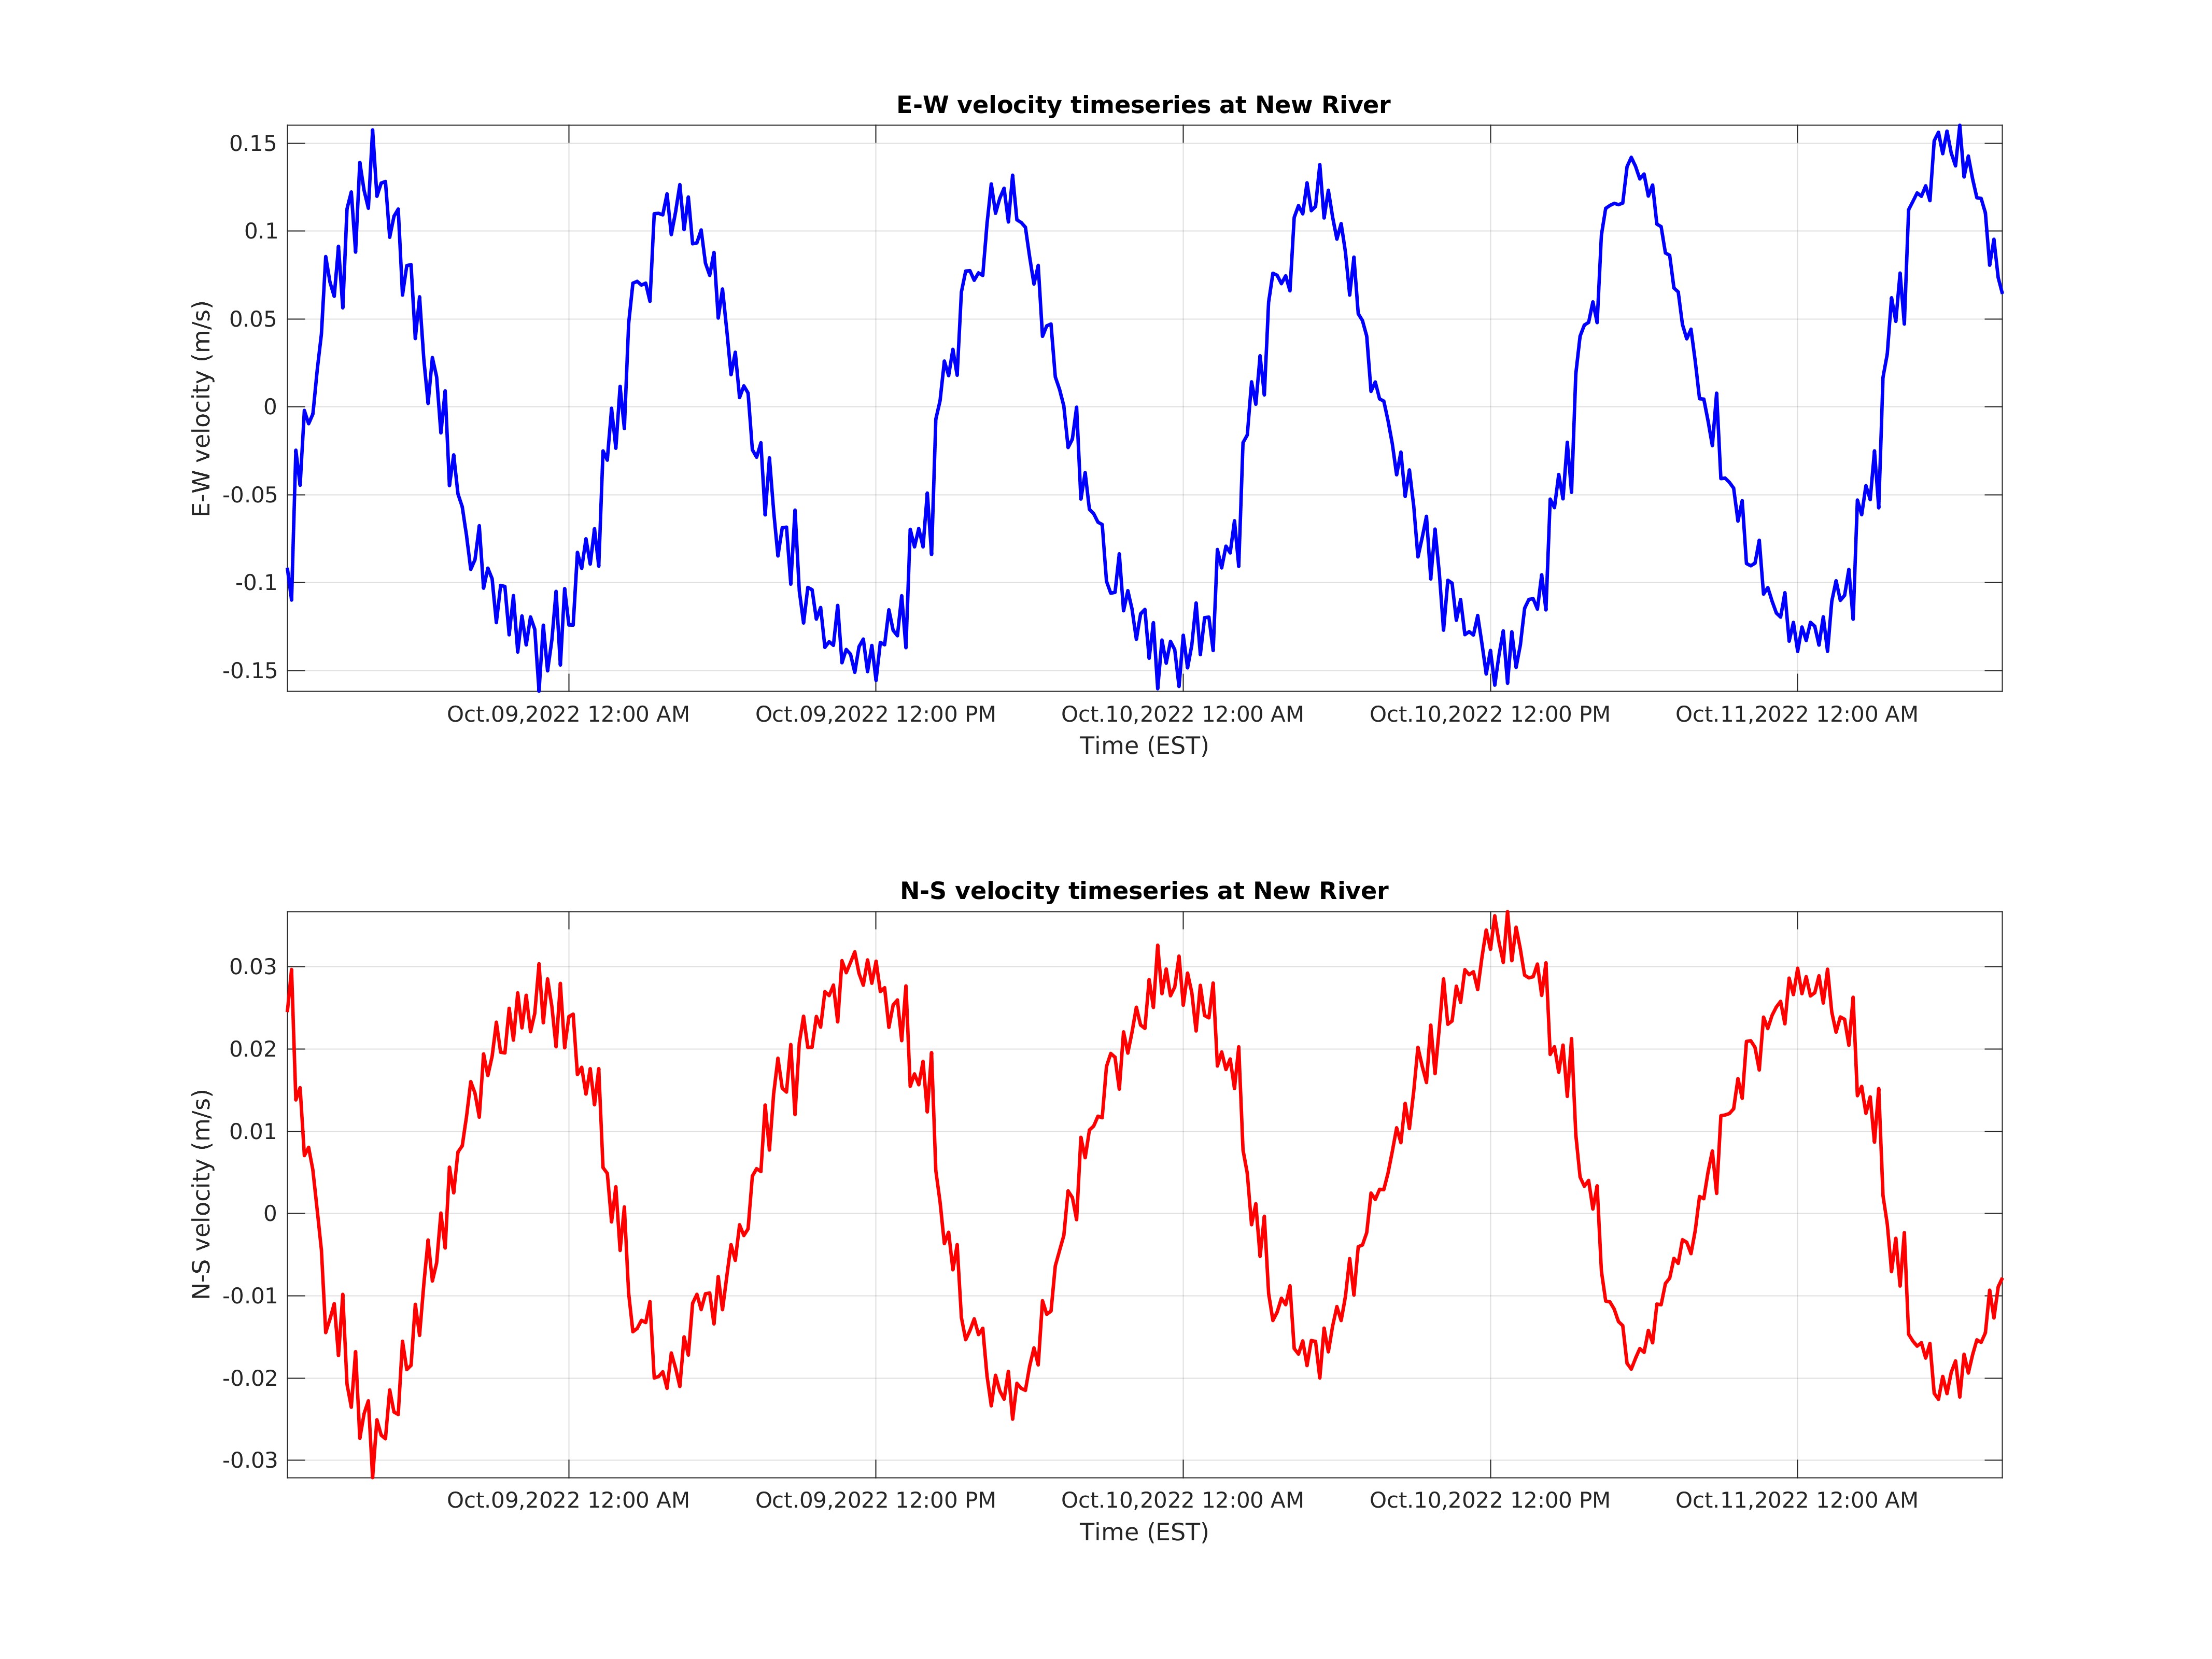 E-W velocity timeseries at New River
E-W velocity (m/s)
0.15
0.1
0.05
0
-0.05
-0.1
-0.15
Oct.09,2022 12:00 AM
Oct.09,2022 12:00 PM
Oct.10,2022 12:00 AM
Oct.10,2022 12:00 PM
Oct.11,2022 12:00 AM
Time (EST)
N-S velocity timeseries at New River
N-S velocity (m/s)
0.03
0.02
0.01
0
-0.01
-0.02
-0.03
Oct.09,2022 12:00 AM
Oct.09,2022 12:00 PM
Oct.10,2022 12:00 AM
Oct.10,2022 12:00 PM
Oct.11,2022 12:00 AM
Time (EST)